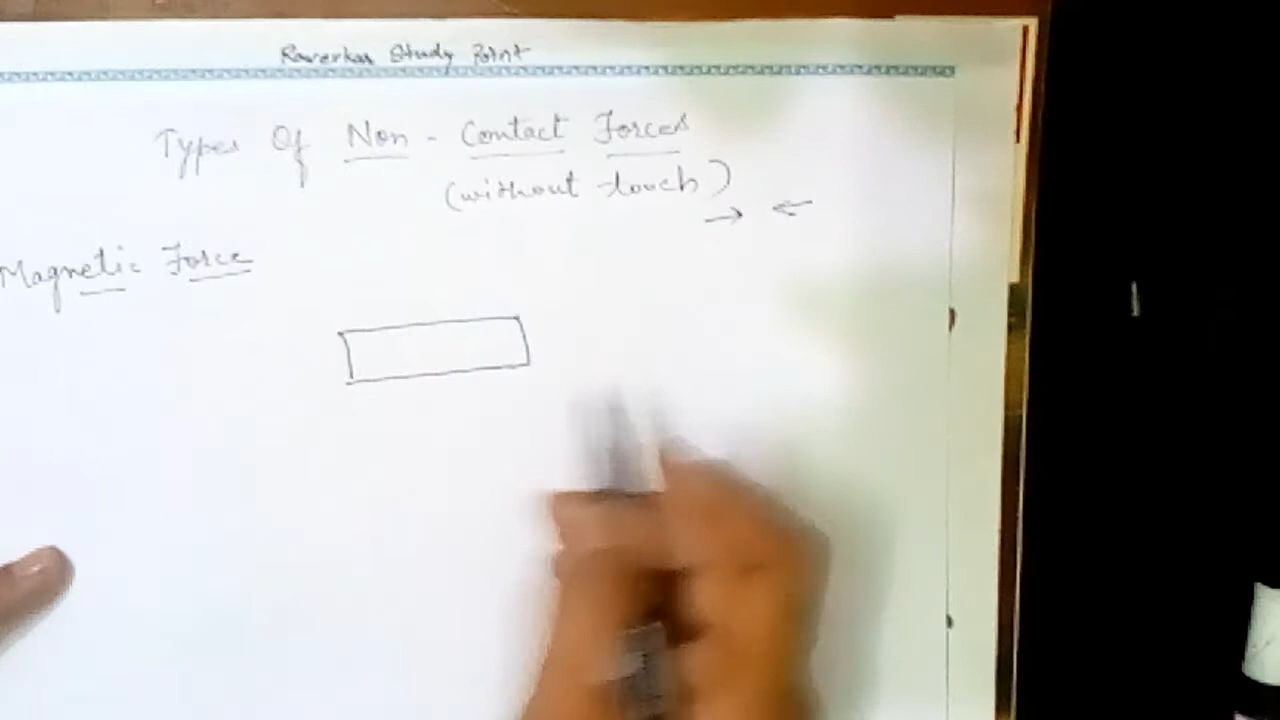 Raverkar Study Point
Types Of Non - Contact Forces
(without touch)
→ ←
Magnetic Force